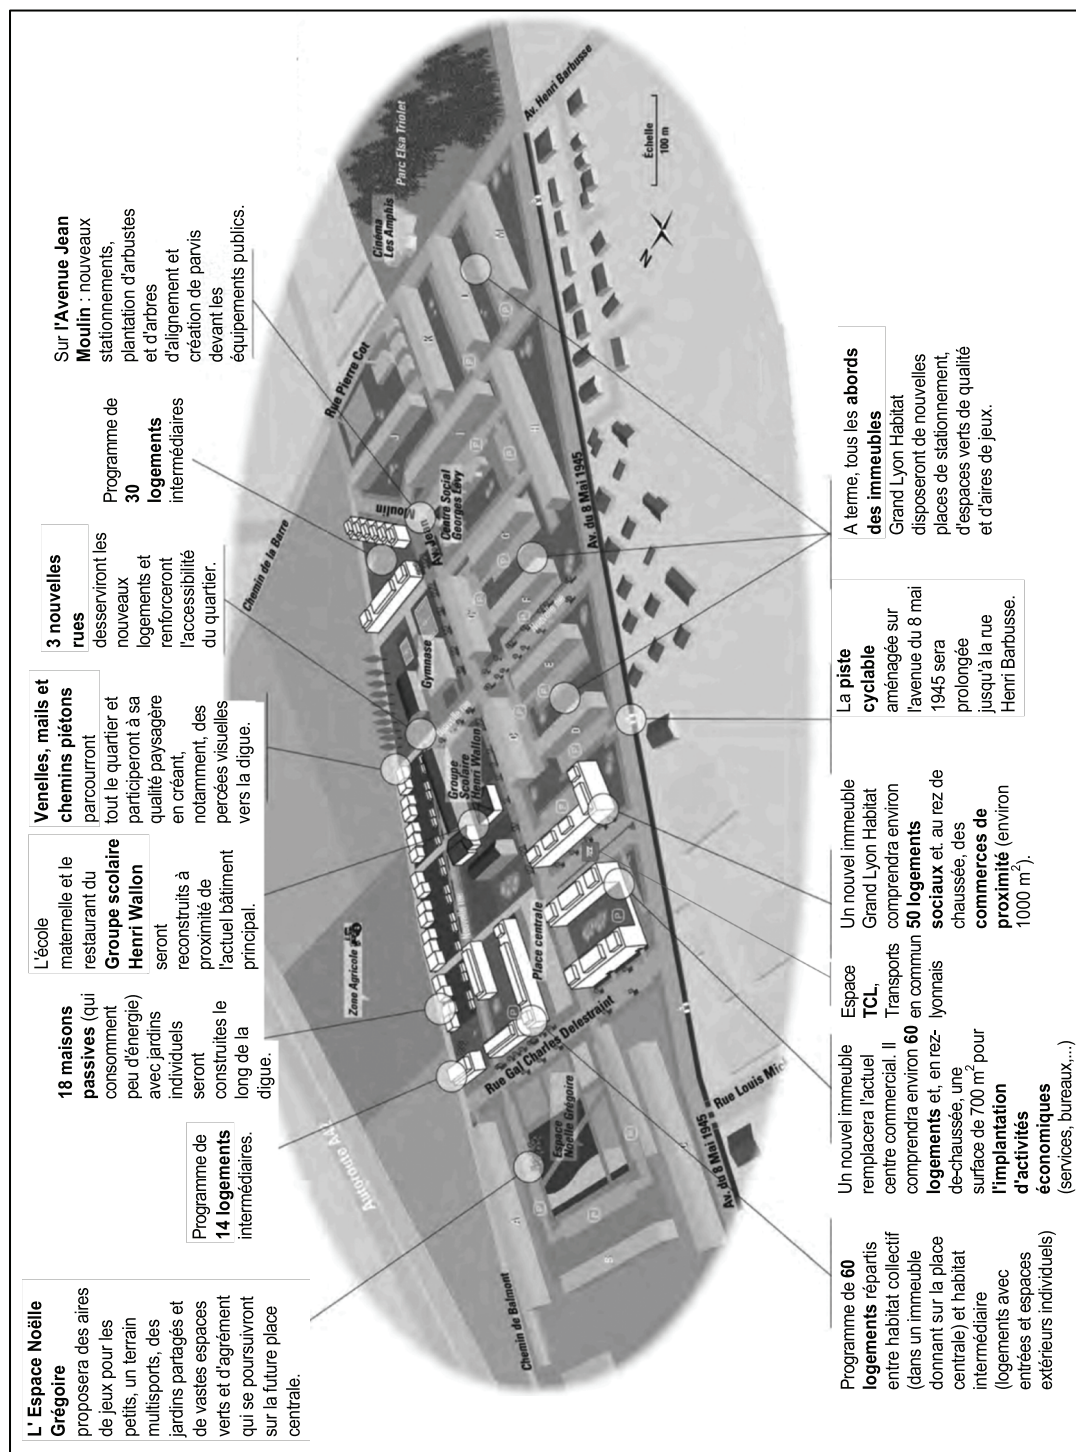 L' Espace Noëlle
Grégoire
proposera des aires
de jeux pour les
petits, un terrain
multisports, des
jardins partagés et
de vastes espaces
verts et d'agrément
qui se poursuivront
sur la future place
centrale.
Programme de
14 logements
intermédiaires.
18 maisons
passives (qui
consomment
peu d'énergie)
avec jardins
individuels
seront
construites le
long de la
digue.
L'école
maternelle et le
restaurant du
Groupe scolaire
Henri Wallon
seront
reconstruits à
proximité de
l'actuel bâtiment
principal.
Venelles, mails et
chemins piétons
parcourront
tout le quartier et
participeront à sa
qualité paysagère
en créant,
notamment, des
percées visuelles
vers la digue.
3 nouvelles
rues
desserviront les
nouveaux
logements et
renforceront
l'accessibilité
du quartier.
Programme de
30
logements
intermédiaires
Sur l'Avenue Jean
Moulin : nouveaux
stationnements,
plantation d'arbustes
et d'arbres
d'alignement et
création de parvis
devant les
équipements publics.
Autoroute A42
Zone Agricole
Chemin de la Barre
Rue Pierre Cot
Cinéma
Les Amphis
Parc Elsa Triolet
Av. Henri Barbusse
Chemin de Balmont
Espace
Noëlle Grégoire
Rue Gal Charles Delestraint
Place centrale
Groupe
Scolaire
Henri Wallon
Gymnase
Av. Jean
Moulin
Centre Social
Georges Lévy
Av. du 8 Mai 1945
Rue Louis Mic
Av. du 8 Mai 1945
N
Échelle
100 m
Programme de 60
logements répartis
entre habitat collectif
(dans un immeuble
donnant sur la place
centrale) et habitat
intermédiaire
(logements avec
entrées et espaces
extérieurs individuels)
Un nouvel immeuble
remplacera l'actuel
centre commercial. Il
comprendra environ 60
logements et, en rez-
de-chaussée, une
surface de 700 m² pour
l'implantation
d'activités
économiques
(services, bureaux,...)
Espace
TCL,
Transports
en commun
lyonnais
Un nouvel immeuble
Grand Lyon Habitat
comprendra environ
50 logements
sociaux et. au rez de
chaussée, des
commerces de
proximité (environ
1000 m²).
La piste
cyclable
aménagée sur
l'avenue du 8 mai
1945 sera
prolongée
jusqu'à la rue
Henri Barbusse.
A terme, tous les abords
des immeubles
Grand Lyon Habitat
disposeront de nouvelles
places de stationnement,
d'espaces verts de qualité
et d'aires de jeux.